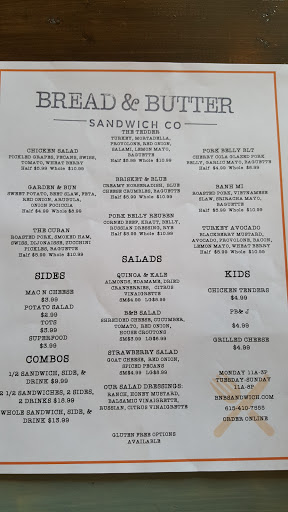 BREAD & BUTTER
SANDWICH CO
THE TEDDER
TURKEY, MORTADELLA,
PROVOLONE, RED ONION,
SALAMI, LEMON MAYO,
BAGUETTE
Half $5.99 Whole $10.99
CHICKEN SALAD
PICKLED GRAPES, PECANS, SWISS,
TOMATO, WHEAT BERRY
Half $5.99 Whole $10.99
GARDEN & BUN
SWEET POTATO, BEET SLAW, FETA,
RED ONION, ARUGULA,
ONION FOCCICIA
Half $4.99 Whole $8.99
THE CUBAN
ROASTED PORK, SMOKED HAM,
SWISS, DIJONAISSE, ZUCCHINI
PICKLES, BAGUETTE
Half $5.99 Whole $10.99
BRISKET & BLUE
CREAMY HORSERADISH, BLUE
CHEESE CRUMBLES, BAGUETTE
Half $5.99 Whole $10.99
PORK BELLY REUBEN
CORNED BEEF, KRAUT, BELLY,
RUSSIAN DRESSING, RYE
Half $5.99 Whole $10.99
PORK BELLY BLT
CHERRY COLA GLAZED PORK
BELLY, GARLIC MAYO, BAGUETTE
Half $5.99 Whole $10.99
BANH MI
ROASTED PORK, VIETNAMESE
SLAW, SRIRACHA MAYO,
BAGUETTE
Half $5.99 Whole $10.99
TURKEY AVOCADO
BLACKBERRY MUSTARD,
AVOCADO, PROVOLONE, BACON,
LEMON MAYO, WHEAT BERRY
Half $5.99 Whole $10.99
SIDES
MAC N CHEESE
$3.99
POTATO SALAD
$2.99
TOTS
$3.99
SUPERFOOD
$3.99
COMBOS
1/2 SANDWICH, SIDE, &
DRINK $9.99
2 1/2 SANDWICHES, 2 SIDES,
2 DRINKS $18.99
WHOLE SANDWICH, SIDE, &
DRINK $13.99
SALADS
QUINOA & KALE
ALMONDS, EDAMAME, DRIED
CRANBERRIES, CITRUS
VINAIGRETTE
SM$4.99 LG$8.99
B&B SALAD
SHREDDED CHEESE, CUCUMBER,
TOMATO, RED ONION,
HOUSE CROUTONS
SM$3.99 LG$6.99
STRAWBERRY SALAD
GOAT CHEESE, RED ONION,
SPICED PECANS
SM$4.99 LG$8.99
OUR SALAD DRESSINGS:
RANCH, HONEY MUSTARD,
BALSAMIC VINAIGRETTE,
RUSSIAN, CITRUS VINAIGRETTE
GLUTEN FREE OPTIONS
AVAILABLE
KIDS
CHICKEN TENDERS
$4.99
PB& J
$4.99
GRILLED CHEESE
$4.99
MONDAY 11A-3P
TUESDAY-SUNDAY
11A-8P
BNBSANDWICH.COM
615-410-7555
ORDER ONLINE